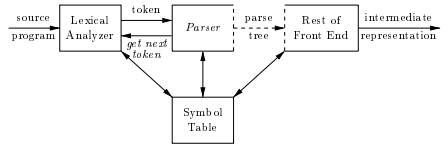 source
program
Lexical
Analyzer
token
get next
token
Parser
parse
tree
Rest of
Front End
intermediate
representation
Symbol
Table